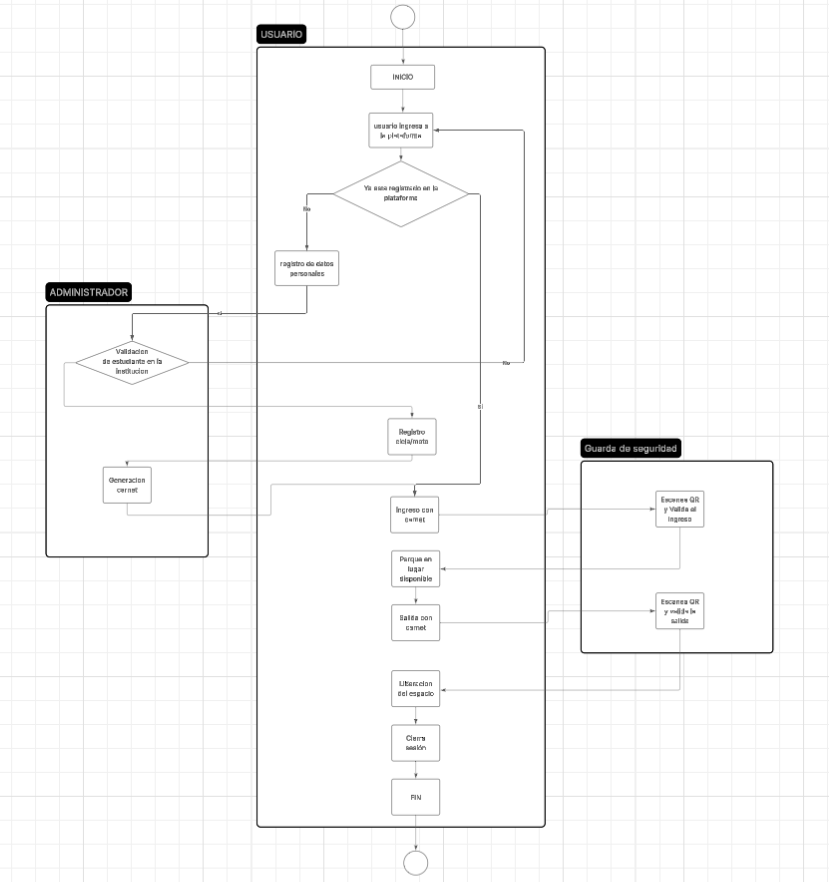 USUARIO
INICIO
usuario ingresa a
la plataforma
Ya esta registrado en la
plataforma
No
registro de datos
personales
ADMINISTRADOR
Validacion
de estudiante en la
institucion
No
sí
Registro
cicla/moto
Generacion
carnet
Guarda de seguridad
Ingreso con
carnet
Escanea QR
y Valida el
ingreso
Parque en
lugar
disponible
Salida con
carnet
Escanea QR
y valida la
salida
Liberacion
del espacio
Cierra
sesión
FIN